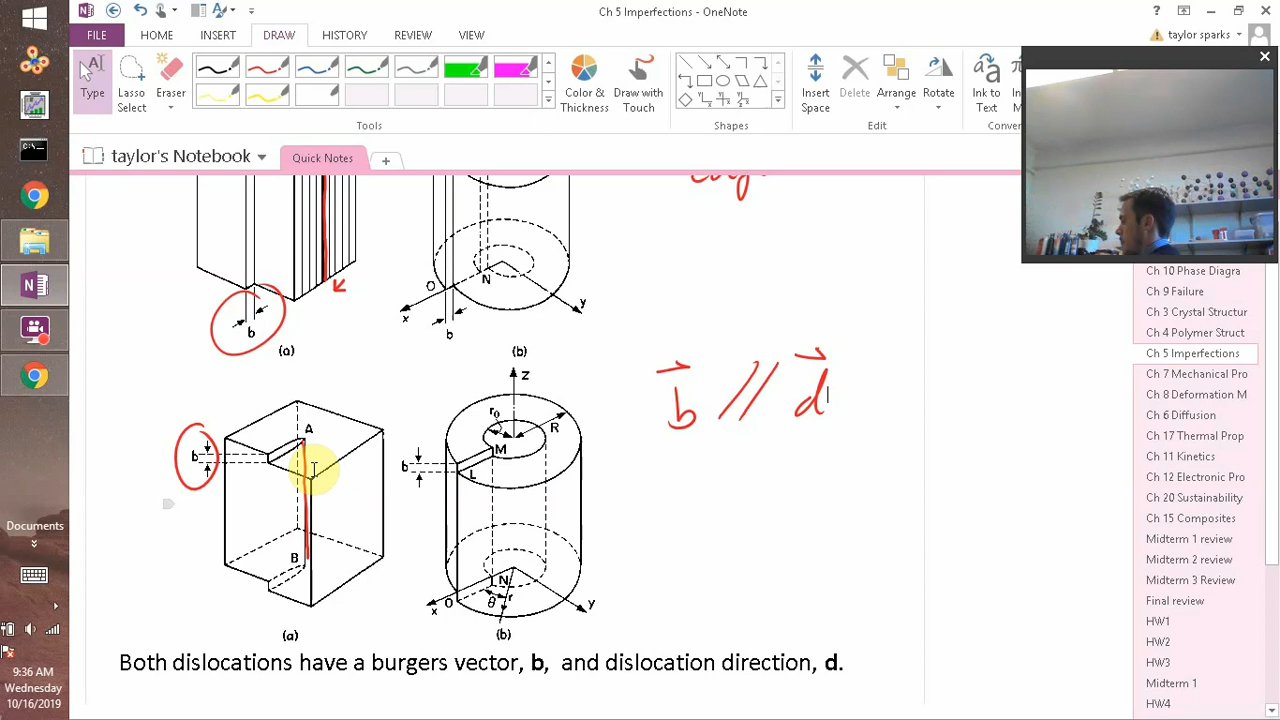 Ch 5 Imperfections - OneNote
taylor sparks
FILE HOME INSERT DRAW HISTORY REVIEW VIEW
Type
Lasso Select
Eraser
Color & Thickness
Draw with Touch
Insert Space
Delete
Arrange
Rotate
Ink to Text
Tools
Shapes
Edit
Conver
taylor's Notebook
Quick Notes
b
(a)
O
N
x
y
b
(b)
b // d
b
A
B
(a)
Z
r₀
R
M
L
b
N
O
x
θ
r
y
(b)
Both dislocations have a burgers vector, b, and dislocation direction, d.
Ch 10 Phase Diagra
Ch 9 Failure
Ch 3 Crystal Structur
Ch 4 Polymer Struct
Ch 5 Imperfections
Ch 7 Mechanical Pro
Ch 8 Deformation M
Ch 6 Diffusion
Ch 17 Thermal Prop
Ch 11 Kinetics
Ch 12 Electronic Pro
Ch 20 Sustainability
Ch 15 Composites
Midterm 1 review
Midterm 2 review
Midterm 3 Review
Final review
HW1
HW2
HW3
Midterm 1
HW4
Documents
9:36 AM
Wednesday
10/16/2019